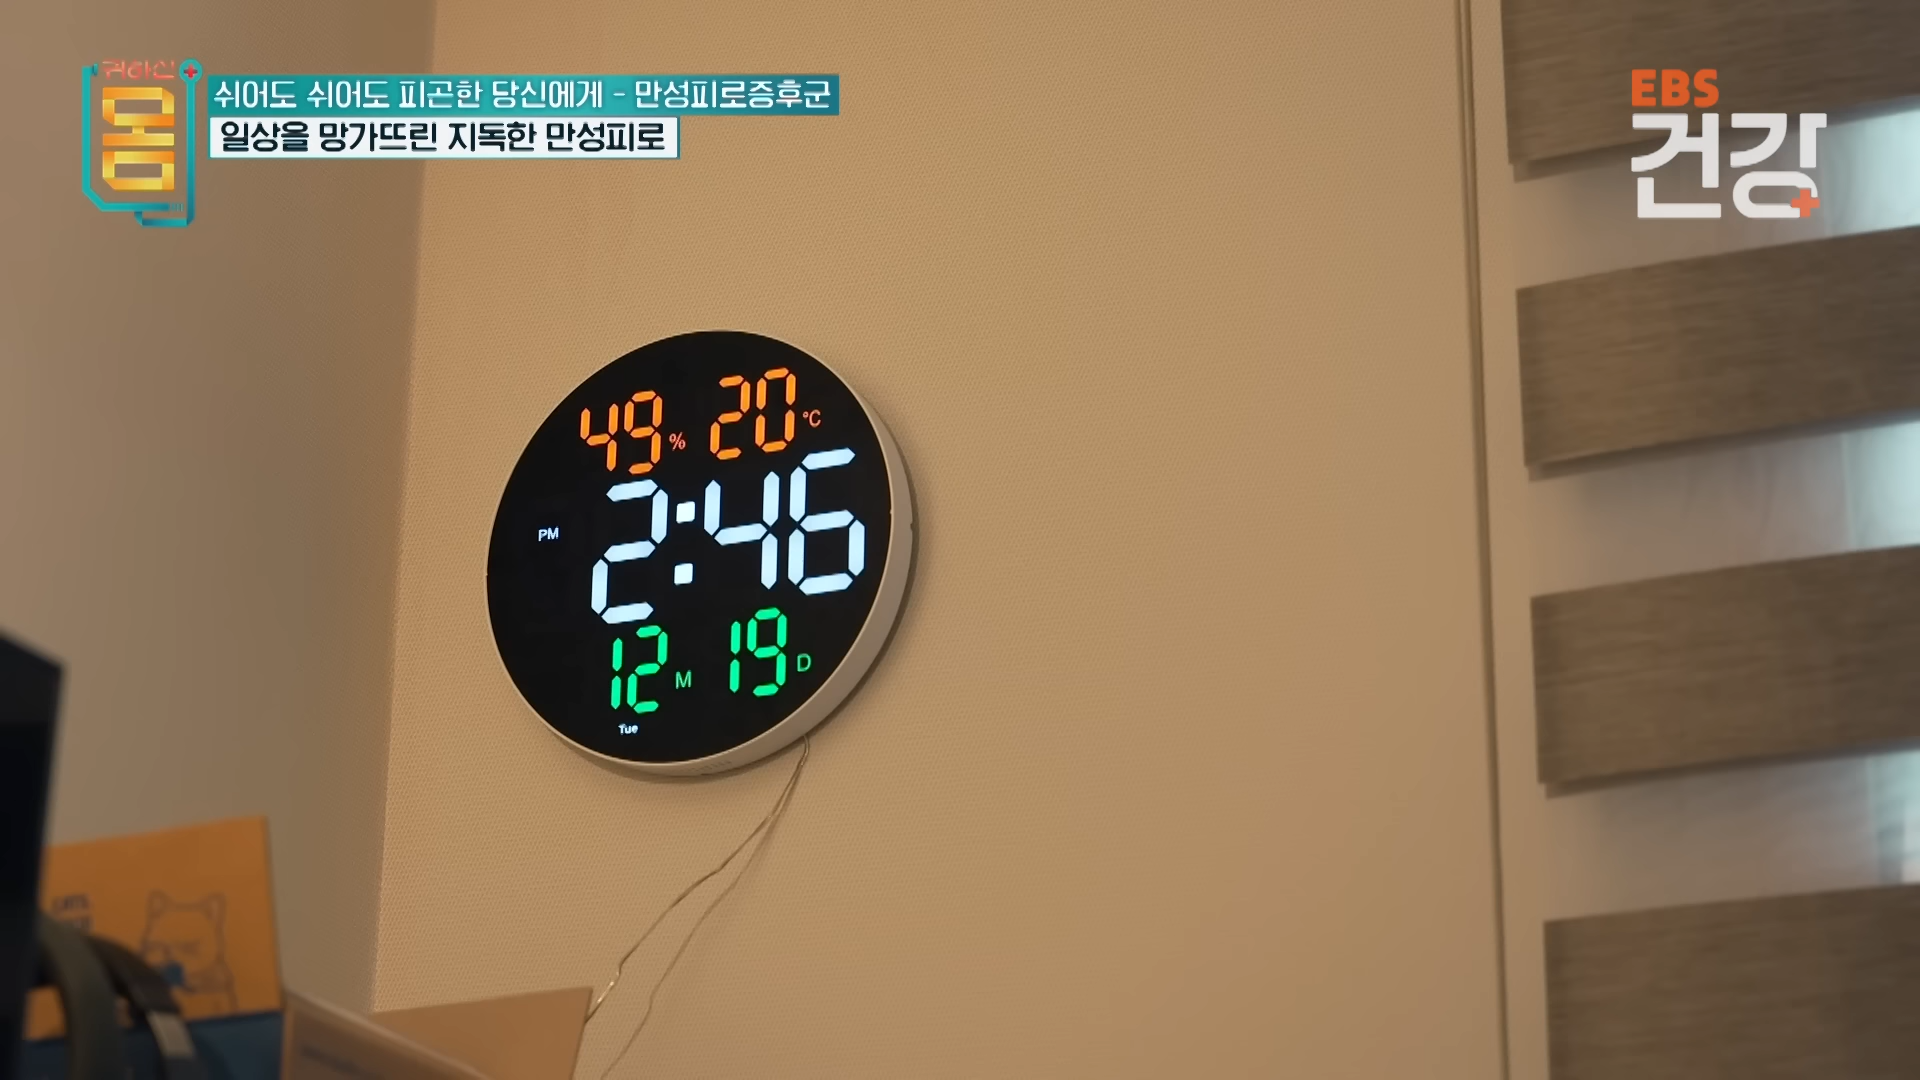 귀하신
몸
쉬어도 쉬어도 피곤한 당신에게 - 만성피로증후군
일상을 망가뜨린 지독한 만성피로
EBS
건강
49% 20°C
PM 2:46
12 M 19 D
Tue